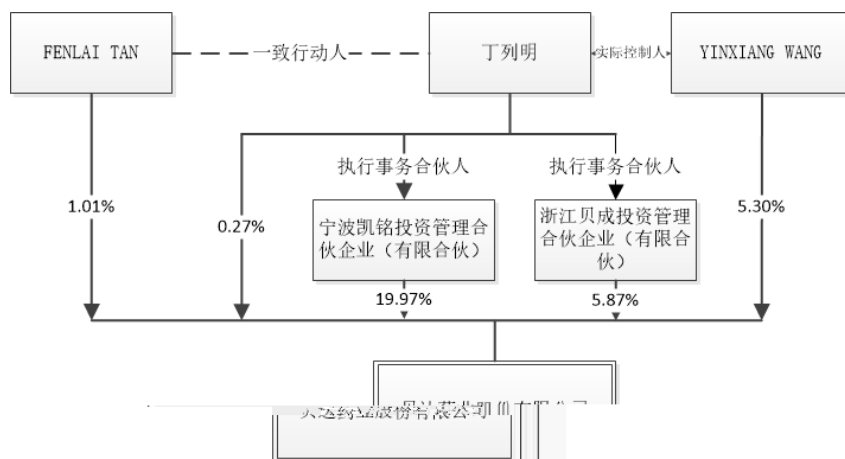 FENLAI TAN
一致行动人
丁列明
实际控制人
YINXIANG WANG
执行事务合伙人
执行事务合伙人
1.01%
0.27%
宁波凯铭投资管理合
伙企业（有限合伙）
浙江贝成投资管理
合伙企业（有限合
伙）
5.30%
19.97%
5.87%